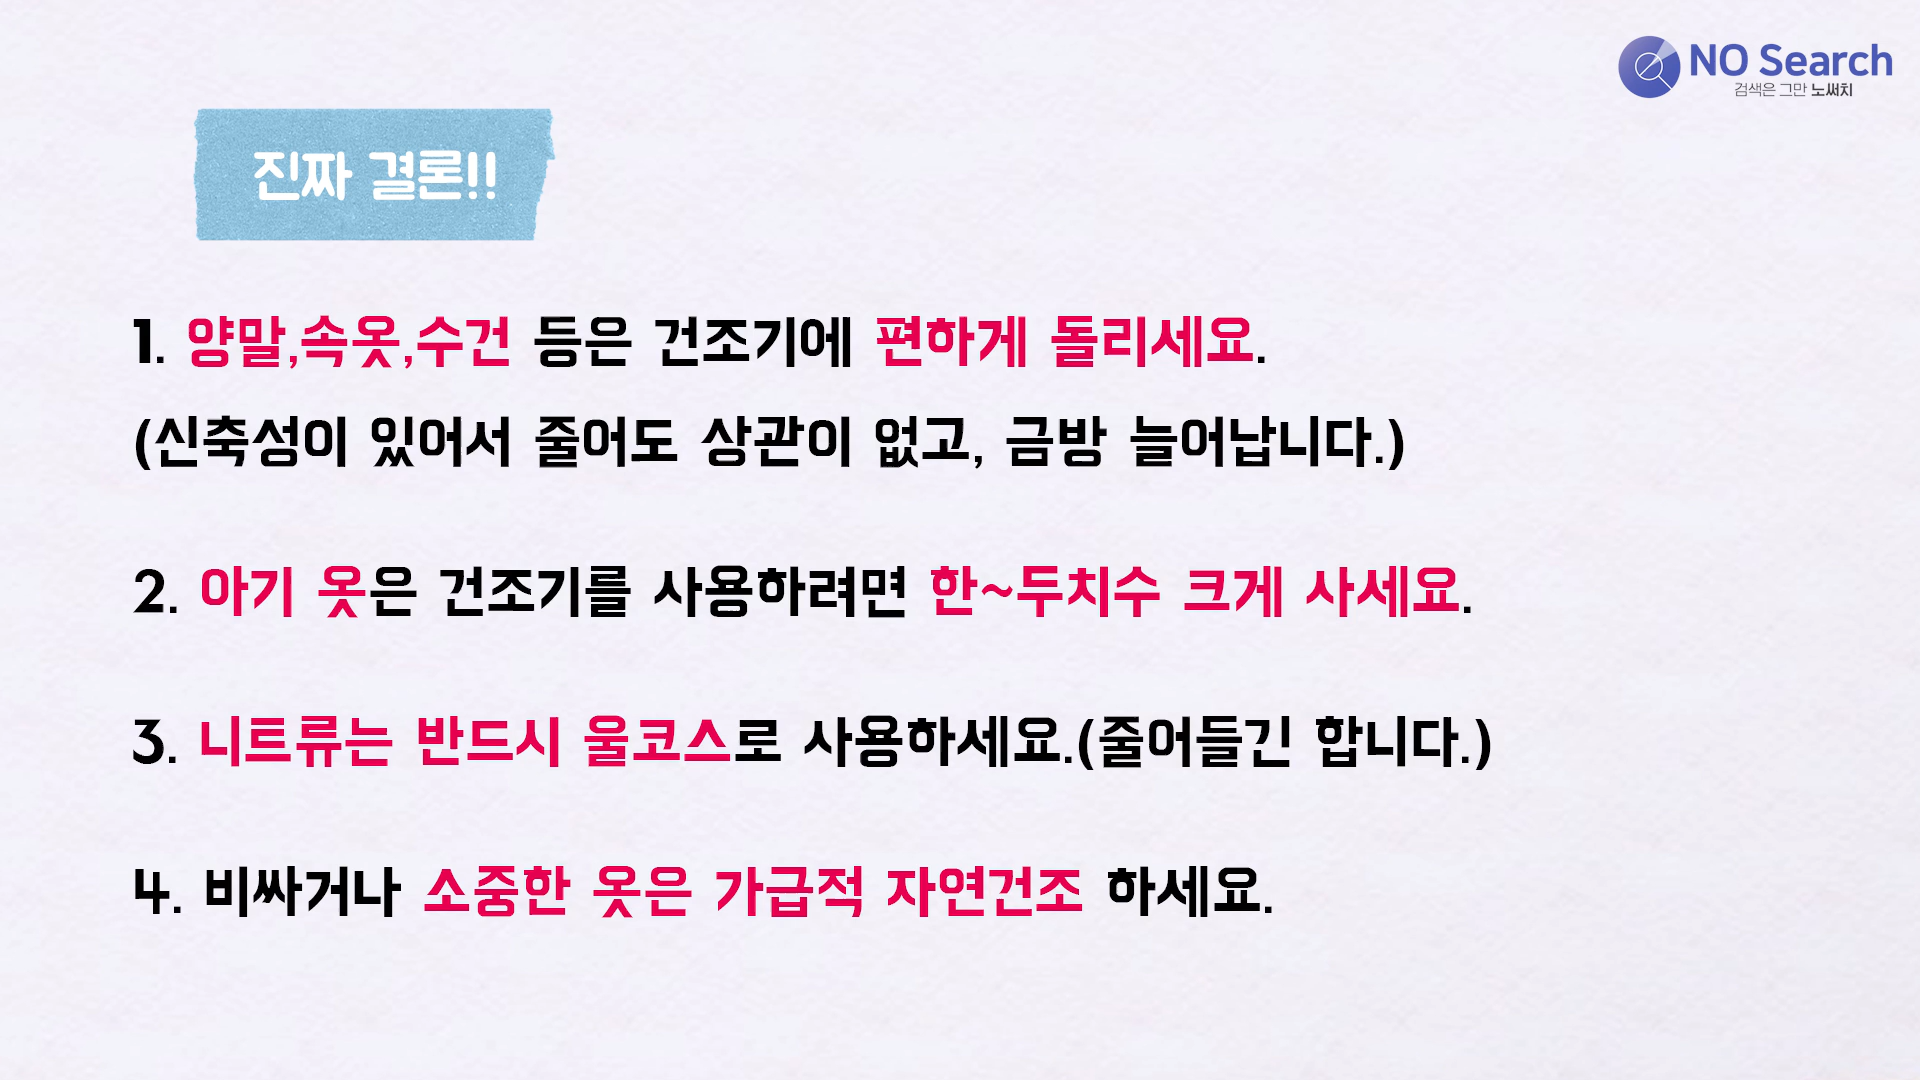 NO Search
검색은 그만 노써치
진짜 결론!!
1. 양말,속옷,수건 등은 건조기에 편하게 돌리세요.
(신축성이 있어서 줄어도 상관이 없고, 금방 늘어납니다.)
2. 아기 옷은 건조기를 사용하려면 한~두치수 크게 사세요.
3. 니트류는 반드시 울코스로 사용하세요.(줄어들긴 합니다.)
4. 비싸거나 소중한 옷은 가급적 자연건조 하세요.